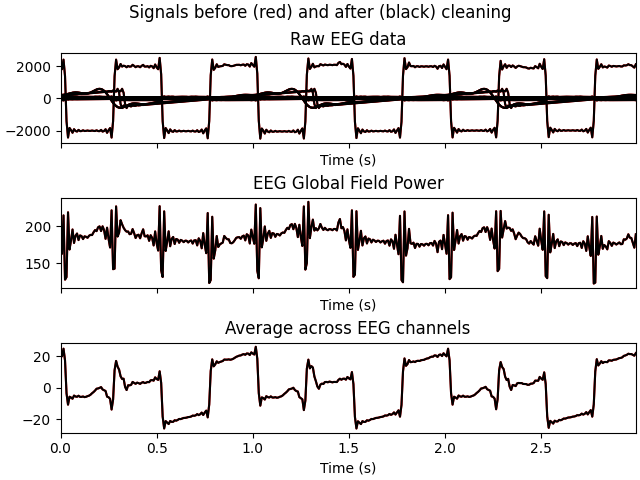 Signals before (red) and after (black) cleaning
Raw EEG data
2000
0
−2000
Time (s)
EEG Global Field Power
200
150
Time (s)
Average across EEG channels
20
0
−20
0.0 0.5 1.0 1.5 2.0 2.5
Time (s)